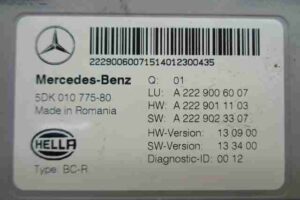 22290060071514012300435
Mercedes-Benz
5DK 010 775-80
Made in Romania
HELLA
Type: BC-R
Q: 01
LU: A 222 900 60 07
HW: A 222 901 11 03
SW: A 222 902 33 07
HW-Version: 13 09 00
SW-Version: 13 34 00
Diagnostic-ID: 00 12